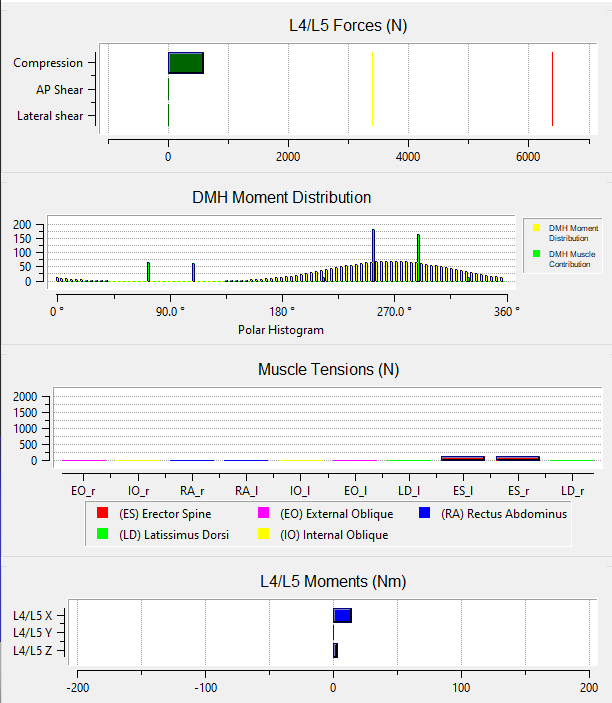 L4/L5 Forces (N)
Compression
AP Shear
Lateral shear
0 2000 4000 6000
DMH Moment Distribution
200
150
100
50
0
DMH Moment
Distribution
DMH Muscle
Contribution
0 ° 90.0 ° 180 ° 270.0 ° 360 °
Polar Histogram
Muscle Tensions (N)
2000
1500
1000
500
0
EO_r IO_r RA_r RA_l IO_l EO_l LD_l ES_l ES_r LD_r
(ES) Erector Spine (EO) External Oblique (RA) Rectus Abdominus
(LD) Latissimus Dorsi (IO) Internal Oblique
L4/L5 Moments (Nm)
L4/L5 X
L4/L5 Y
L4/L5 Z
-200 -100 0 100 200